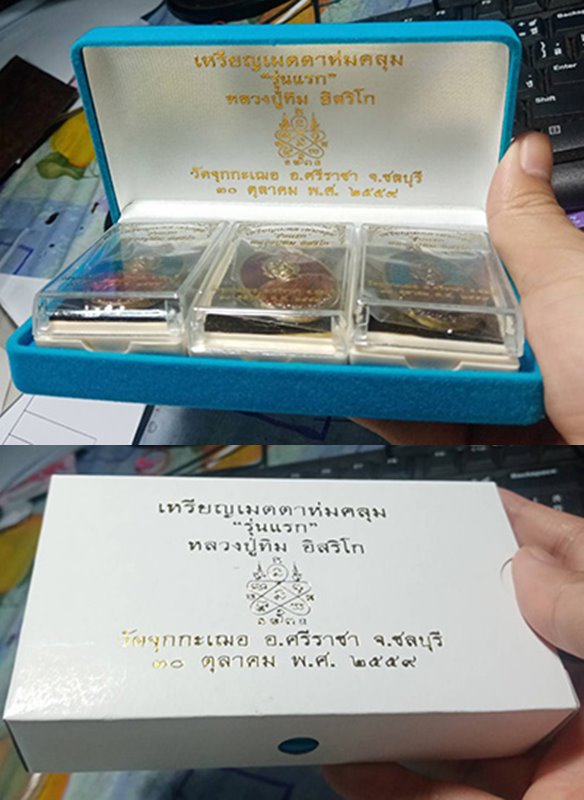 เหรียญเมตตาห่มคลุม
“รุ่นแรก”
หลวงปู่ทิม อิสริโก
วัดจุกกะเฌอ อ.ศรีราชา จ.ชลบุรี
๓๐ ตุลาคม พ.ศ. ๒๕๕๙
Enter
Shift
เหรียญเมตตาห่มคลุม
“รุ่นแรก”
หลวงปู่ทิม อิสริโก
วัดจุกกะเฌอ อ.ศรีราชา จ.ชลบุรี
๓๐ ตุลาคม พ.ศ. ๒๕๕๙